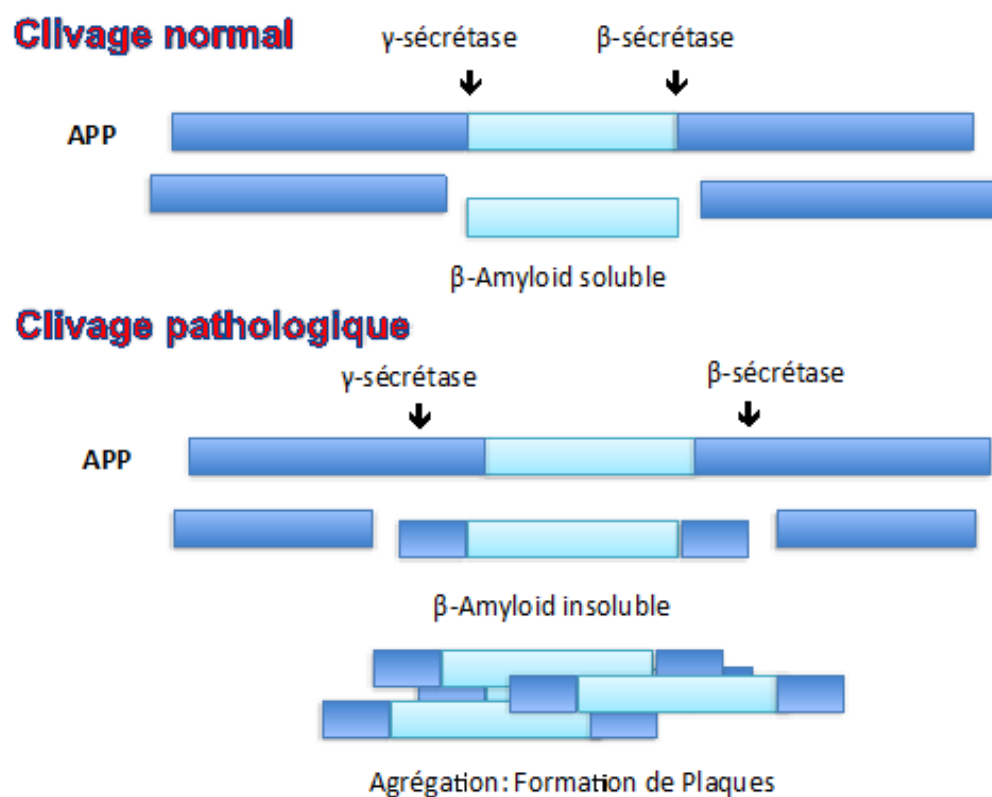 Clivage normal
γ-sécrétase β-sécrétase
APP
β-Amyloid soluble
Clivage pathologique
γ-sécrétase β-sécrétase
APP
β-Amyloid insoluble
Agrégation: Formation de Plaques